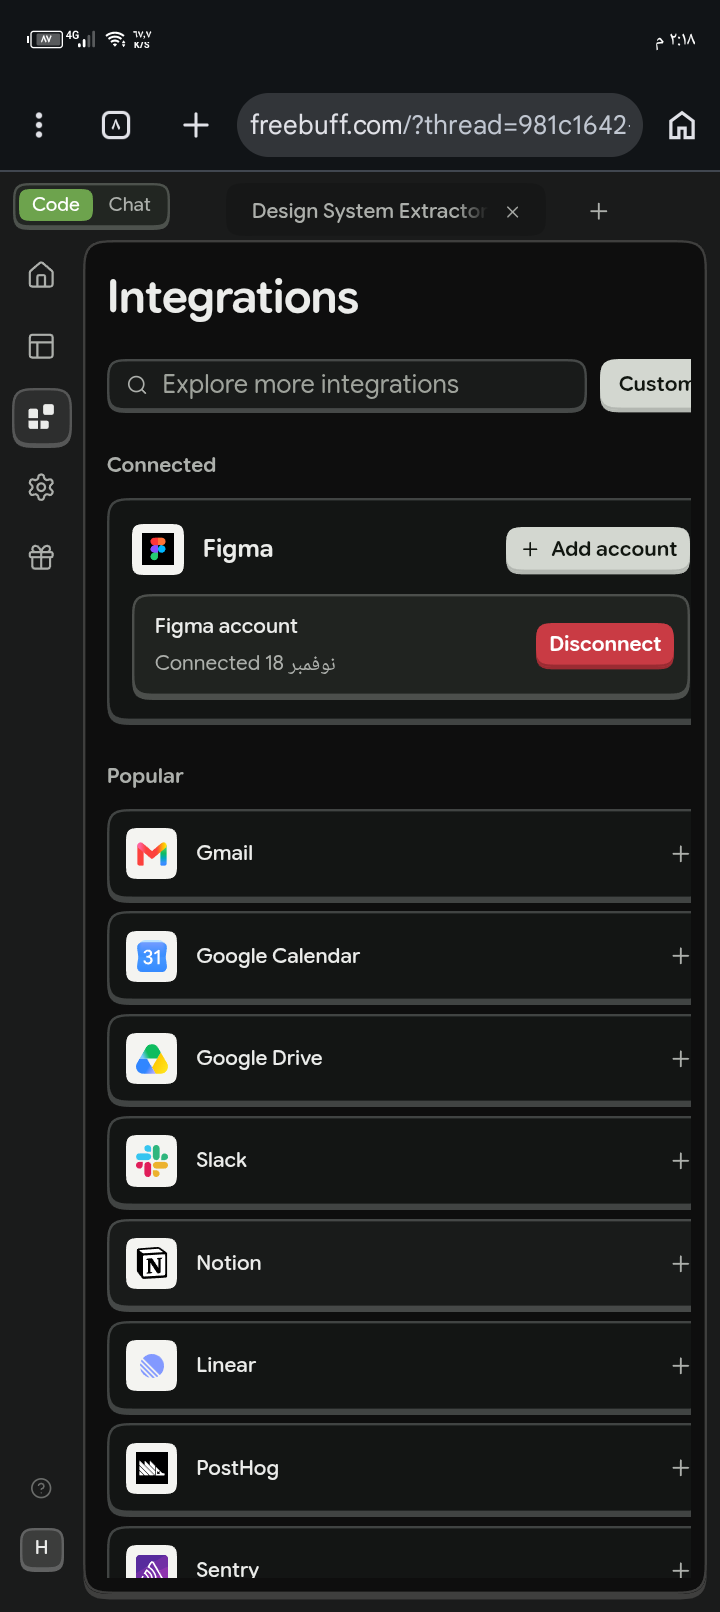 4G
٦٧,٧
K/S
٢:١٨ م
freebuff.com/?thread=981c1642-
Code
Chat
Design System Extractor
Integrations
Explore more integrations
Custom
Connected
Figma
+ Add account
Figma account
Connected 18 نوفمبر
Disconnect
Popular
Gmail
31
Google Calendar
Google Drive
Slack
N
Notion
Linear
PostHog
Sentry
H